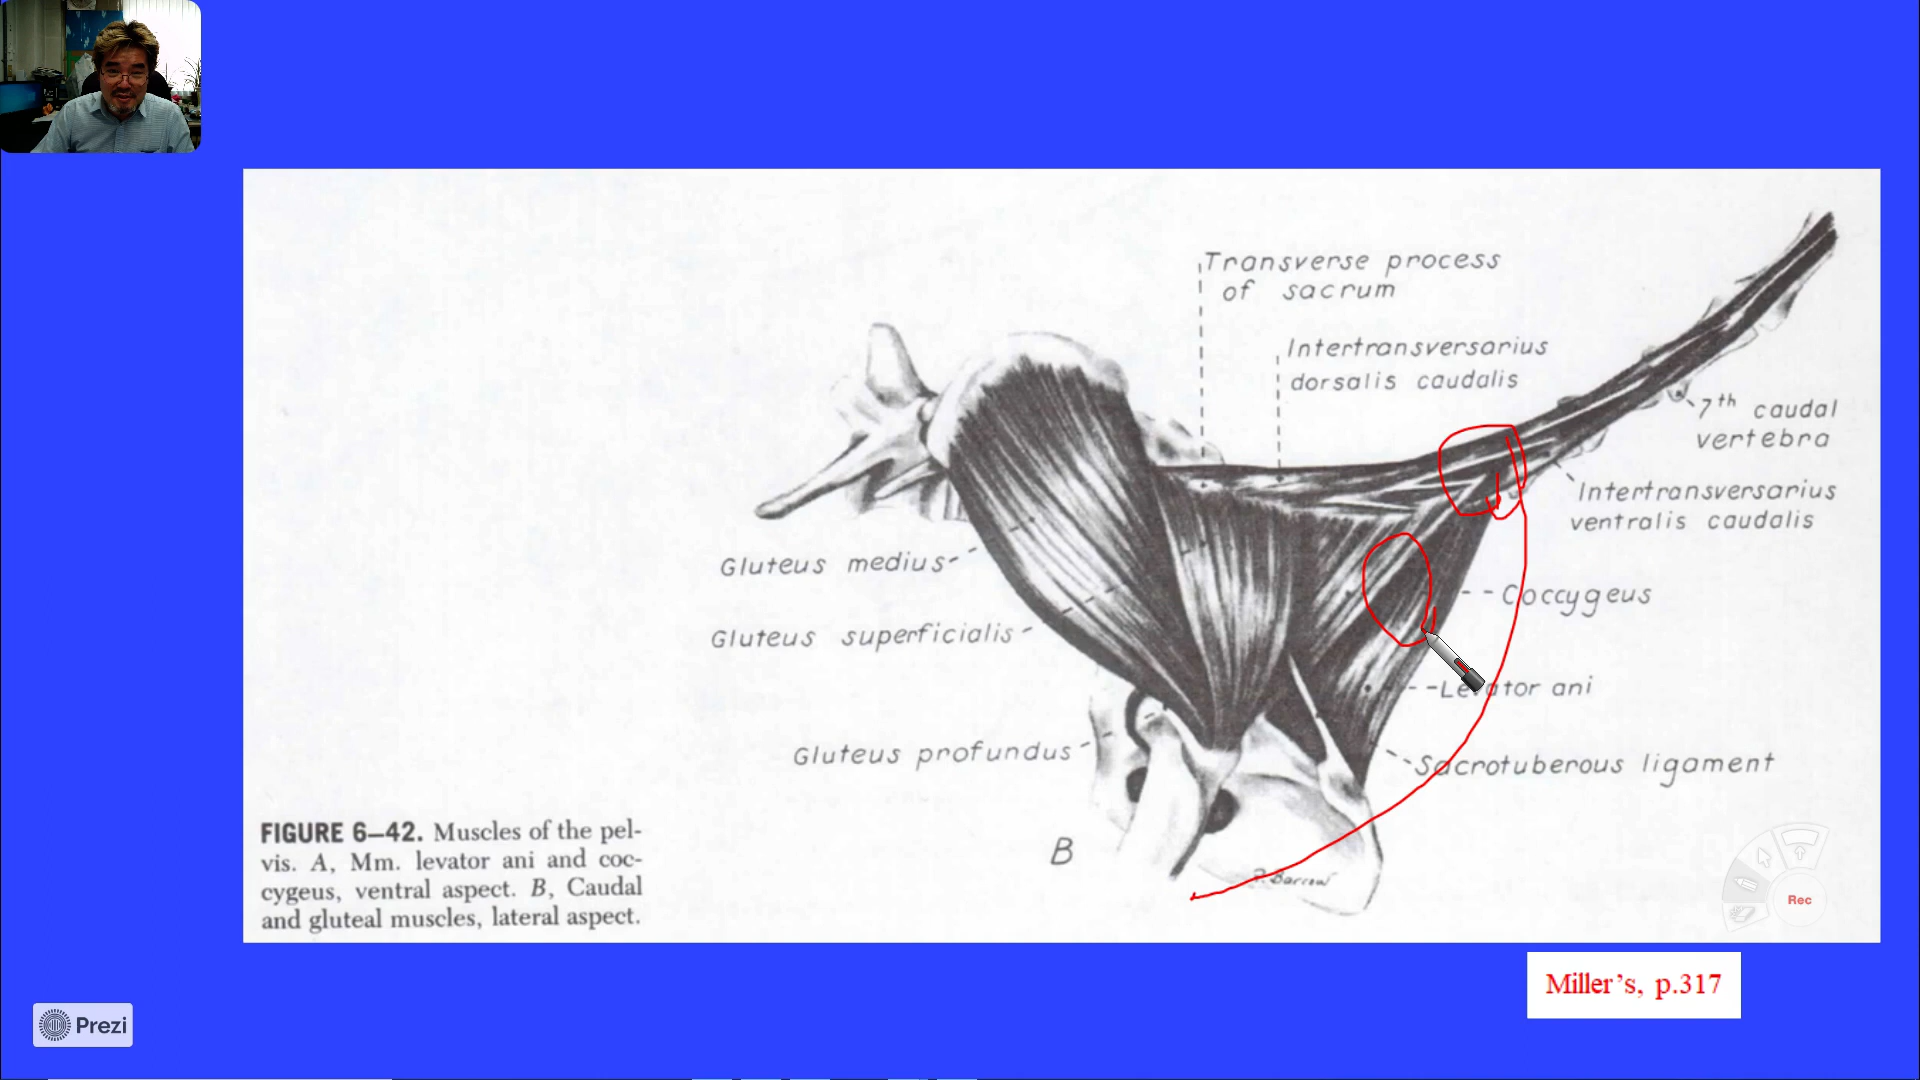 Transverse process
of sacrum
Intertransversarius
dorsalis caudalis
7th caudal
vertebra
Intertransversarius
ventralis caudalis
Gluteus medius
Coccygeus
Gluteus superficialis
Levator ani
Gluteus profundus
Sacrotuberous ligament
B
P. Barrow
FIGURE 6–42. Muscles of the pel-
vis. A, Mm. levator ani and coc-
cygeus, ventral aspect. B, Caudal
and gluteal muscles, lateral aspect.
Rec
Miller's, p.317
Prezi